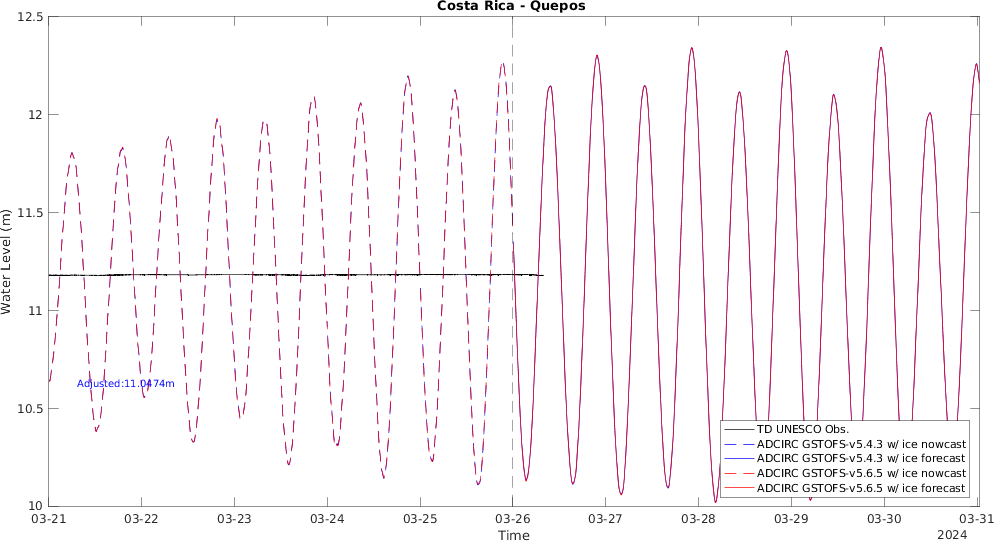 Costa Rica - Quepos
12.5
12
11.5
11
10.5
10
Water Level (m)
Adjusted:11.0474m
TD UNESCO Obs.
ADCIRC GSTOFS-v5.4.3 w/ ice nowcast
ADCIRC GSTOFS-v5.4.3 w/ ice forecast
ADCIRC GSTOFS-v5.6.5 w/ ice nowcast
ADCIRC GSTOFS-v5.6.5 w/ ice forecast
03-21 03-22 03-23 03-24 03-25 03-26 03-27 03-28 03-29 03-30 03-31
Time
2024